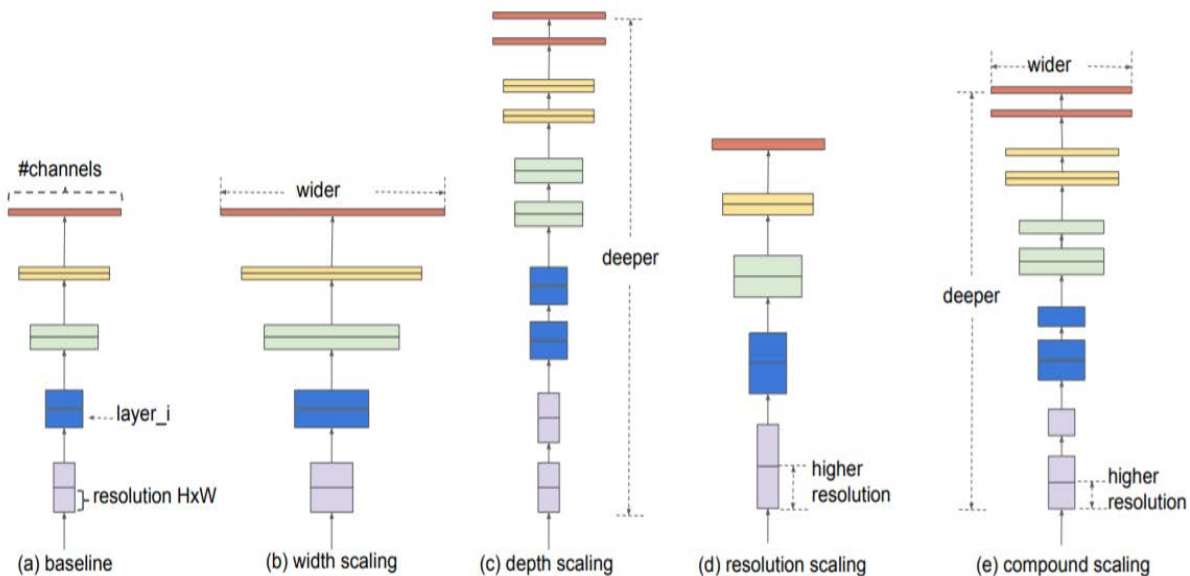 #channels
wider
deeper
wider
deeper
layer_i
resolution HxW
higher
resolution
higher
resolution
(a) baseline
(b) width scaling
(c) depth scaling
(d) resolution scaling
(e) compound scaling